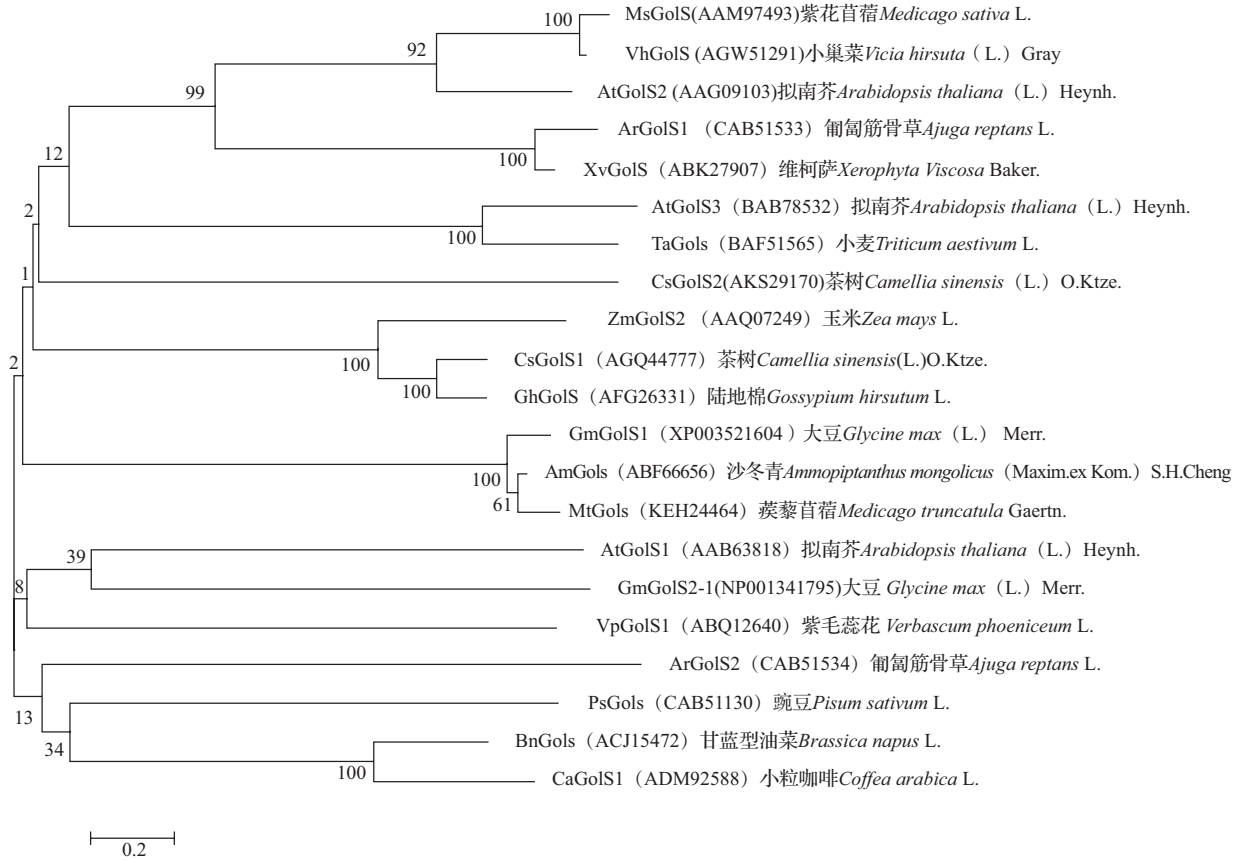 100
MsGolS(AAM97493)紫花苜蓿Medicago sativa L.
92
VhGolS (AGW51291)小巢菜Vicia hirsuta（L.）Gray
99
AtGolS2 (AAG09103)拟南芥Arabidopsis thaliana（L.）Heynh.
ArGolS1 （CAB51533）匍匐筋骨草Ajuga reptans L.
12
100
XvGolS（ABK27907）维柯萨Xerophyta Viscosa Baker.
2
AtGolS3（BAB78532）拟南芥Arabidopsis thaliana（L.）Heynh.
100
TaGols（BAF51565）小麦Triticum aestivum L.
1
CsGolS2(AKS29170)茶树Camellia sinensis（L.）O.Ktze.
ZmGolS2 （AAQ07249）玉米Zea mays L.
2
100
CsGolS1（AGQ44777）茶树Camellia sinensis(L.)O.Ktze.
100
GhGolS（AFG26331）陆地棉Gossypium hirsutum L.
GmGolS1（XP003521604）大豆Glycine max（L.） Merr.
100
AmGols（ABF66656）沙冬青Ammopiptanthus mongolicus（Maxim.ex Kom.）S.H.Cheng
61
MtGols（KEH24464）蒺藜苜蓿Medicago truncatula Gaertn.
39
AtGolS1（AAB63818）拟南芥Arabidopsis thaliana（L.）Heynh.
8
GmGolS2-1(NP001341795)大豆 Glycine max（L.）Merr.
VpGolS1（ABQ12640）紫毛蕊花 Verbascum phoeniceum L.
ArGolS2（CAB51534）匍匐筋骨草Ajuga reptans L.
13
PsGols（CAB51130）豌豆Pisum sativum L.
34
BnGols（ACJ15472）甘蓝型油菜Brassica napus L.
100
CaGolS1（ADM92588）小粒咖啡Coffea arabica L.
0.2